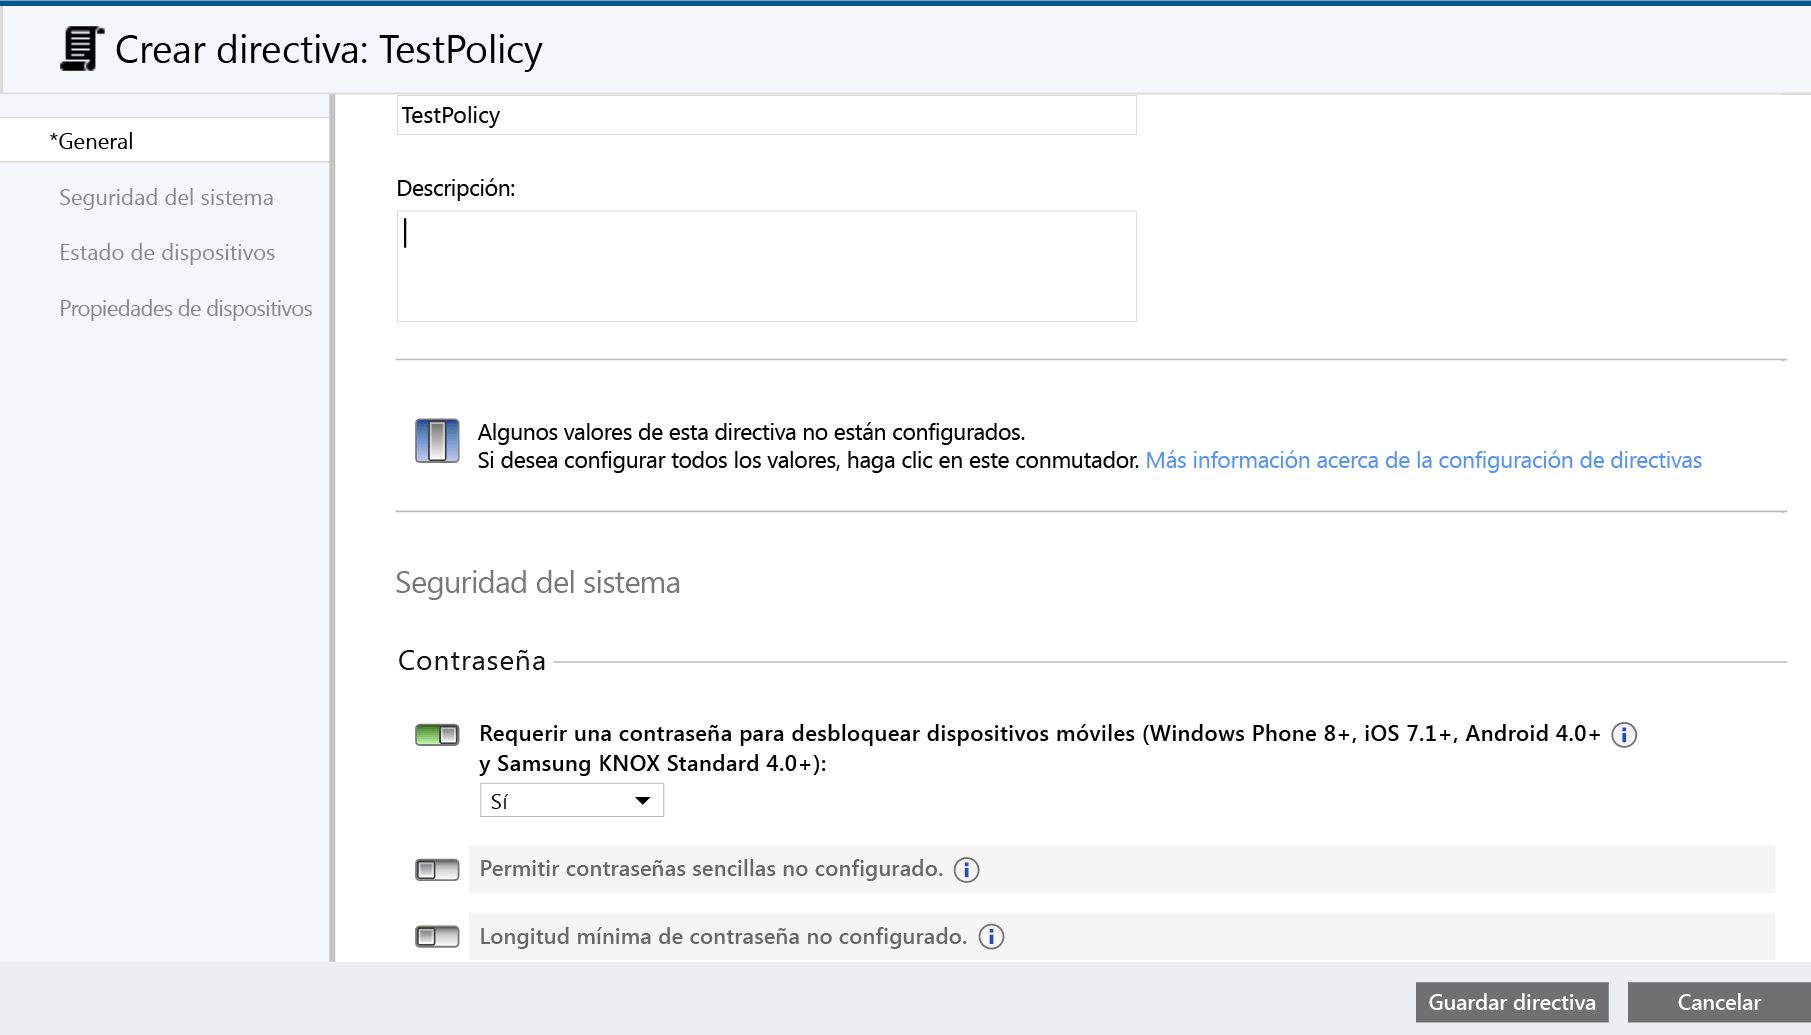 Crear directiva: TestPolicy
*General
Seguridad del sistema
Estado de dispositivos
Propiedades de dispositivos
TestPolicy
Descripción:
Algunos valores de esta directiva no están configurados.
Si desea configurar todos los valores, haga clic en este conmutador. Más información acerca de la configuración de directivas
Seguridad del sistema
Contraseña
Requerir una contraseña para desbloquear dispositivos móviles (Windows Phone 8+, iOS 7.1+, Android 4.0+
y Samsung KNOX Standard 4.0+):
Sí
Permitir contraseñas sencillas no configurado.
Longitud mínima de contraseña no configurado.
Guardar directiva
Cancelar